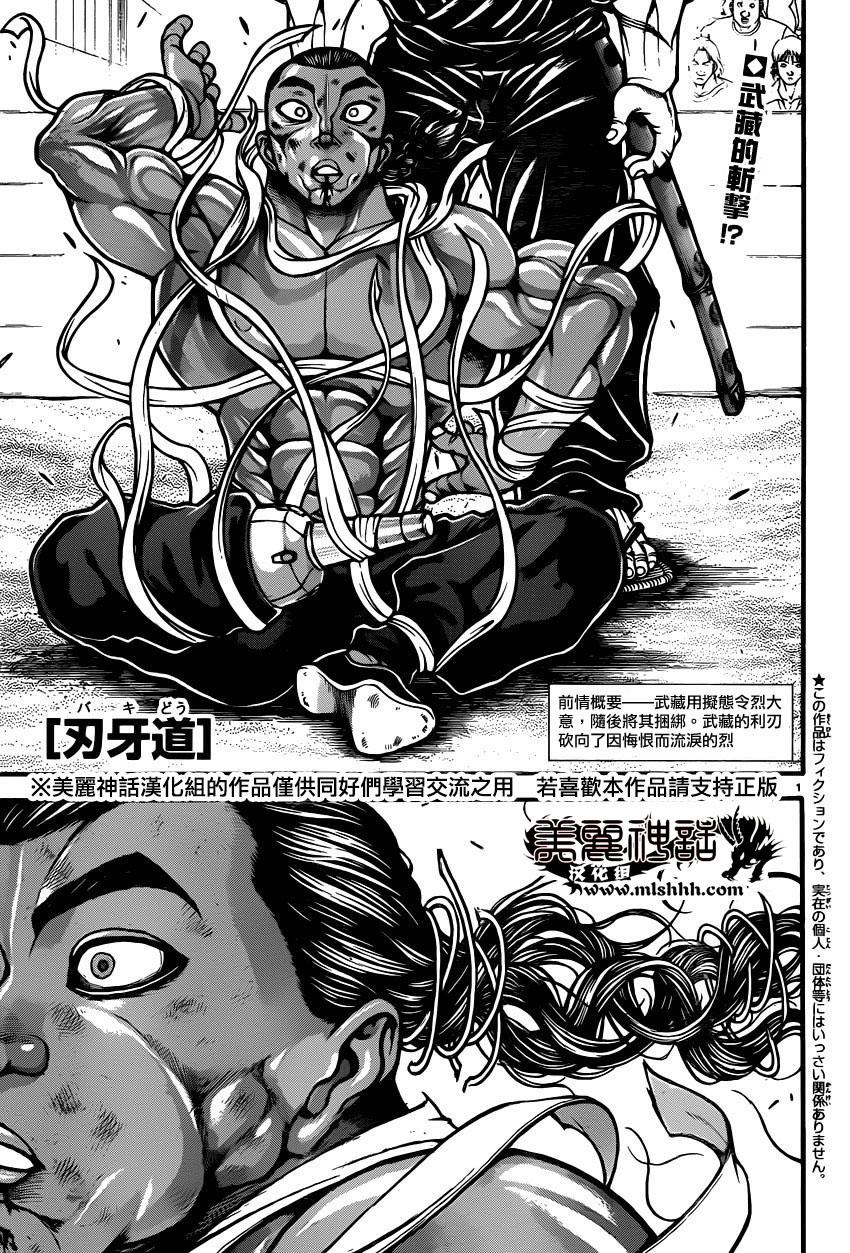 ◆武藏的斬擊!?
バキどう
[刃牙道]
前情概要——武藏用擬態令烈大
意，隨後將其捆綁。武藏的利刃
砍向了因悔恨而流淚的烈
※美麗神話漢化組的作品僅供同好們學習交流之用　若喜歡本作品請支持正版
1
美麗神話
汉化组
www.mlshhh.com
★この作品はフィクションであり、実在の個人・団体等にはいっさい関係ありません。